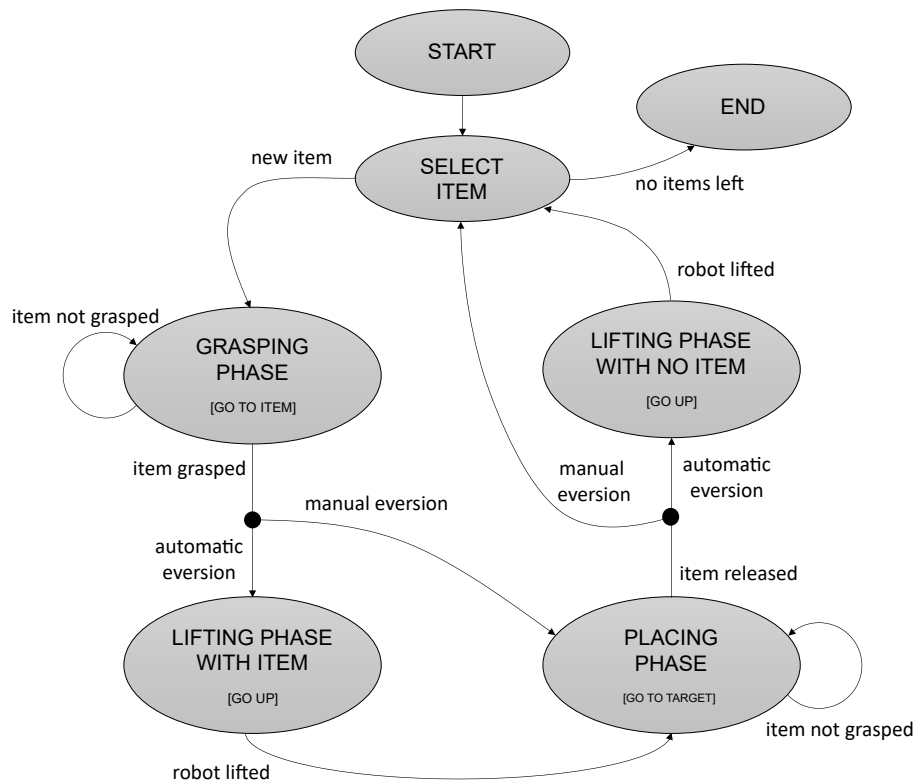 START
END
SELECT
ITEM
new item
no items left
robot lifted
item not grasped
GRASPING
PHASE
[GO TO ITEM]
LIFTING PHASE
WITH NO ITEM
[GO UP]
item grasped
manual
eversion
automatic
eversion
manual eversion
automatic
eversion
item released
LIFTING PHASE
WITH ITEM
[GO UP]
PLACING
PHASE
[GO TO TARGET]
item not grasped
robot lifted